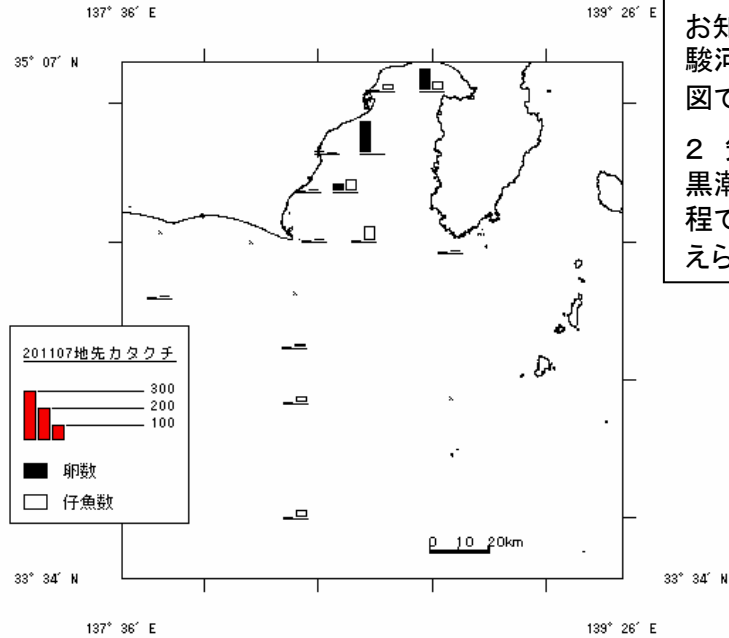 137° 36′ E
139° 26′ E
35° 07′ N
201107地先カタクチ
300
200
100
卵数
仔魚数
0 10 20km
33° 34′ N
33° 34′ N
137° 36′ E
139° 26′ E
お知
駿河
図で
２
黒潮
程で
えら